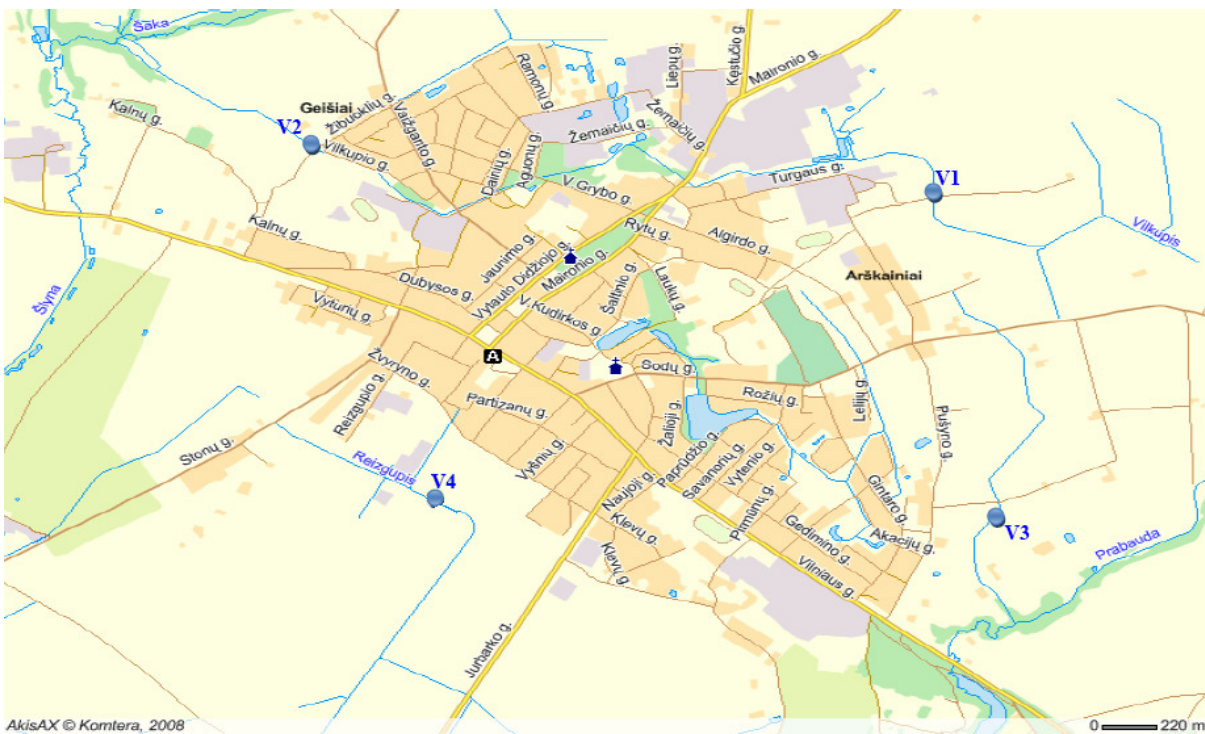 Šaka
Ramonų g.
Liepų g.
Kęstučio g.
Maironio g.
Kalnų g.
Geišiai
Žibuoklių g.
Vaižganto g.
V2
Vilkupio g.
Dainių g.
Aguonų g.
Žemaičių g.
Žemaičių g.
Turgaus g.
V1
V. Grybo g.
Vilkupis
Kalnų g.
Rytų g.
Algirdo g.
Jaunimo g.
Vytauto Didžiojo g.
Maironio g.
Arškainiai
Šlyna
Dubysos g.
Šaltinio g.
Laukų g.
Vyturių g.
V. Kudirkos g.
A
Žvyryno g.
Sodų g.
Rožių g.
Lelijų g.
Reizgupio g.
Partizanų g.
Žalioji g.
Pušyno g.
Stonų g.
Vyšnių g.
Paprūdžio g.
Savanorių g.
Vytenio g.
Reizgupis
V4
Naujoji g.
Gintaro g.
Klevų g.
Pilmūnų g.
Gedimino g.
Akacijų g.
V3
Prabauda
Klevų g.
Vilniaus g.
Jurbarko g.
AkisAX © Komtera, 2008
0 220 m